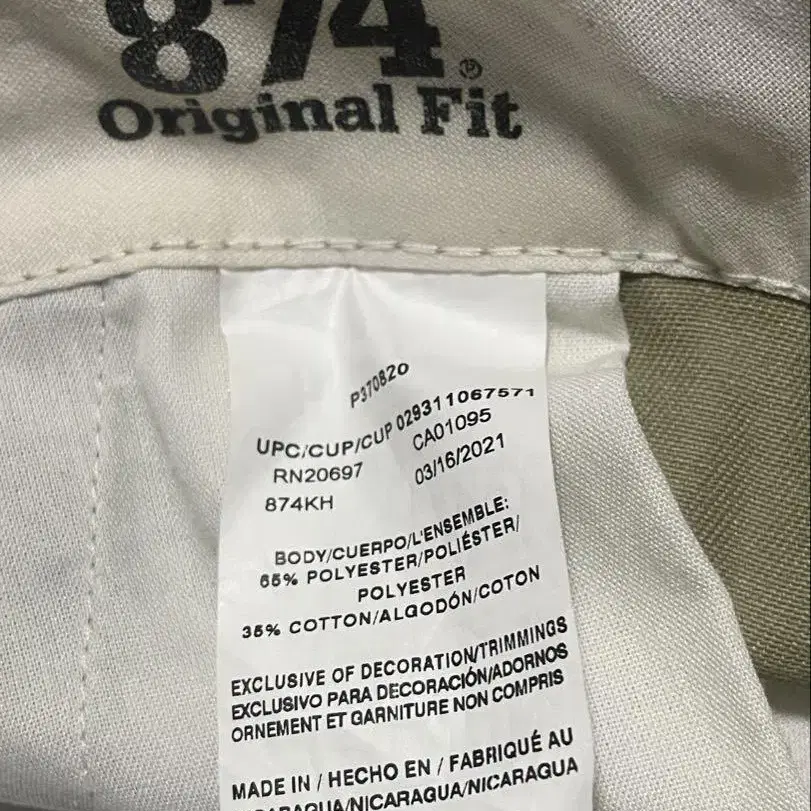 874®
Original Fit
P370820
UPC/CUP/CUP 029311067571
RN20697 CA01095
874KH 03/16/2021
BODY/CUERPO/L'ENSEMBLE:
65% POLYESTER/POLIÉSTER/
POLYESTER
35% COTTON/ALGODÓN/COTON
EXCLUSIVE OF DECORATION/TRIMMINGS
EXCLUSIVO PARA DECORACIÓN/ADORNOS
ORNEMENT ET GARNITURE NON COMPRIS
MADE IN / HECHO EN / FABRIQUÉ AU
NICARAGUA/NICARAGUA/NICARAGUA